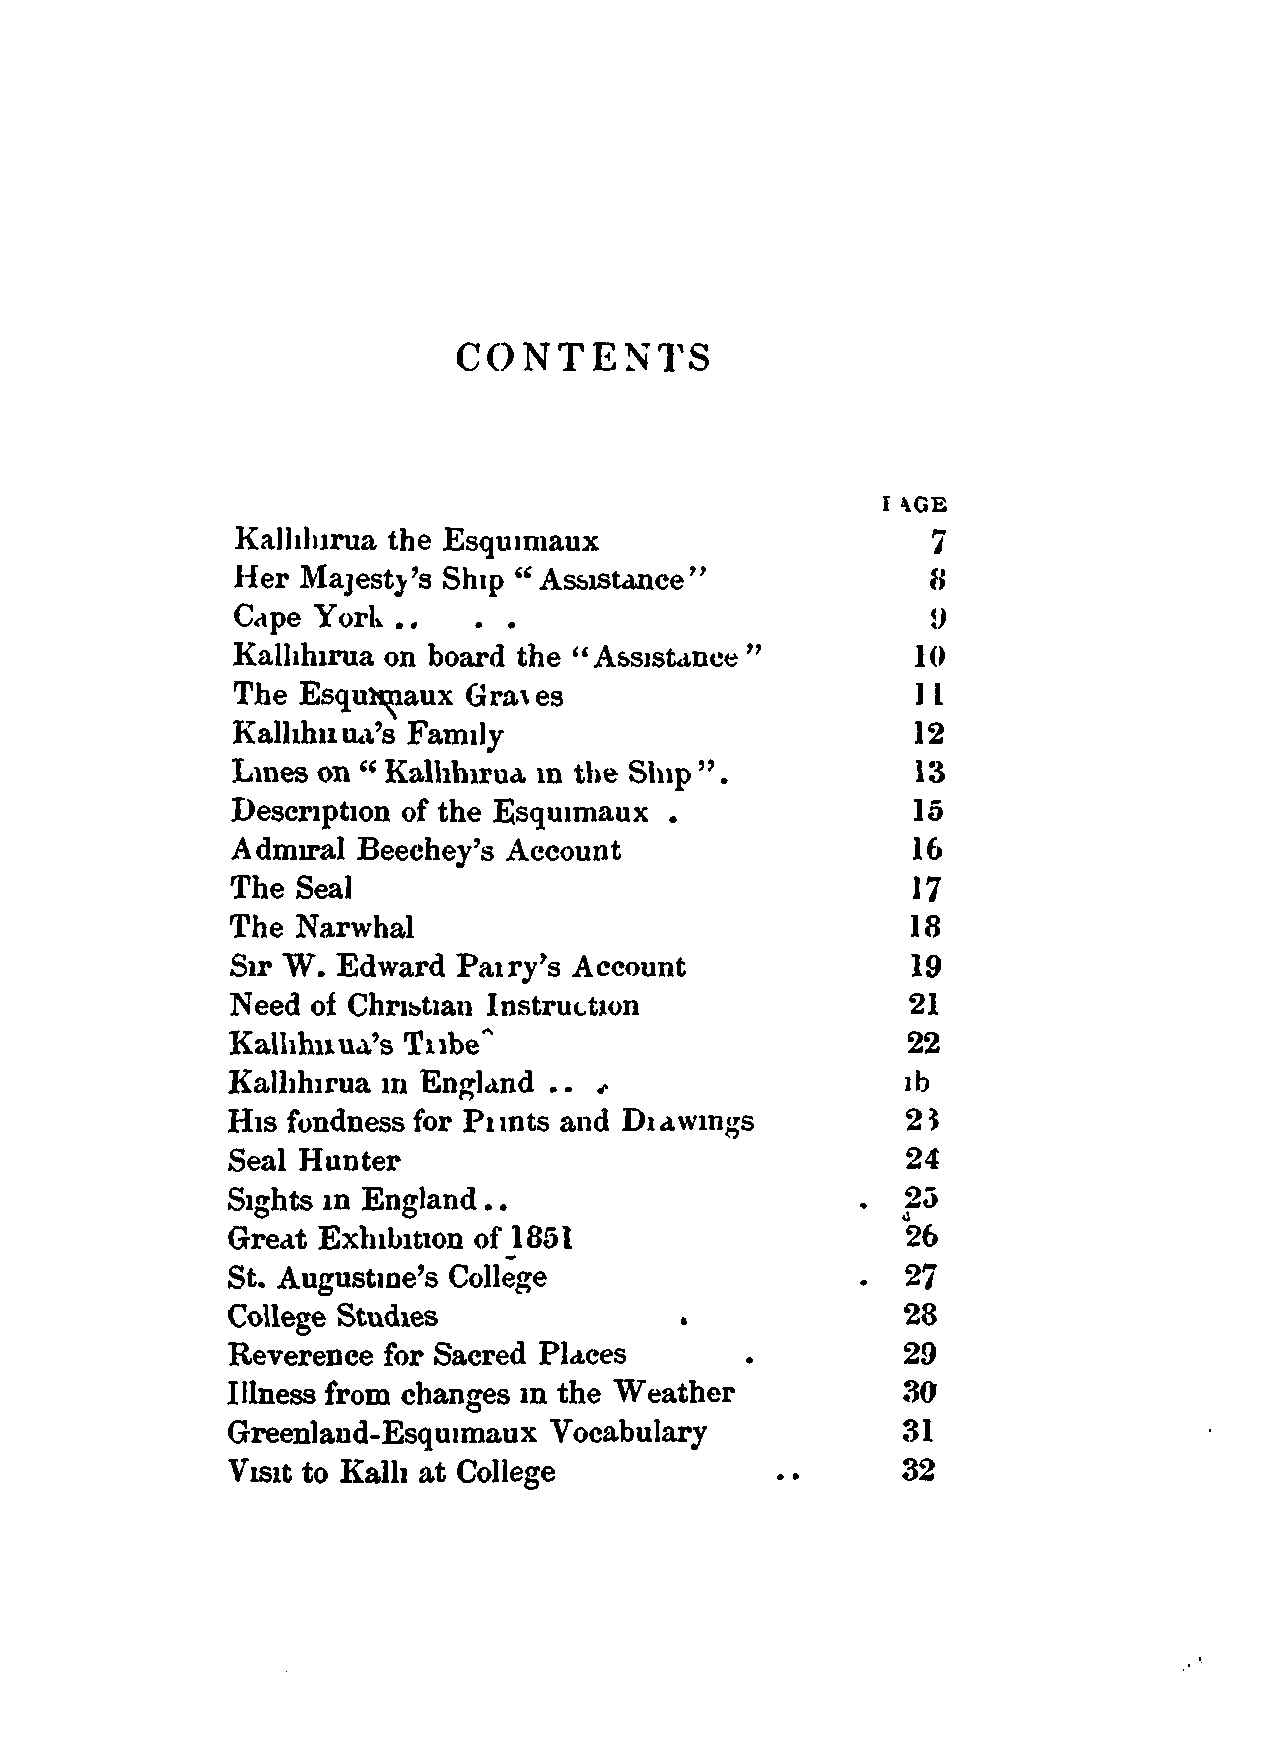 CONTENTS
PAGE
Kallihirua the Esquimaux 7
Her Majesty's Ship "Assistance" 8
Cape York .. . . 9
Kallihirua on board the "Assistance" 10
The Esquimaux Graves 11
Kallihirua's Family 12
Lines on "Kallihirua in the Ship". 13
Description of the Esquimaux . 15
Admiral Beechey's Account 16
The Seal 17
The Narwhal 18
Sir W. Edward Parry's Account 19
Need of Christian Instruction 21
Kallihirua's Tribe 22
Kallihirua in England .. . ib
His fondness for Prints and Drawings 23
Seal Hunter 24
Sights in England .. . 25
Great Exhibition of 1851 26
St. Augustine's College . 27
College Studies . 28
Reverence for Sacred Places . 29
Illness from changes in the Weather 30
Greenland-Esquimaux Vocabulary 31
Visit to Kalli at College .. 32